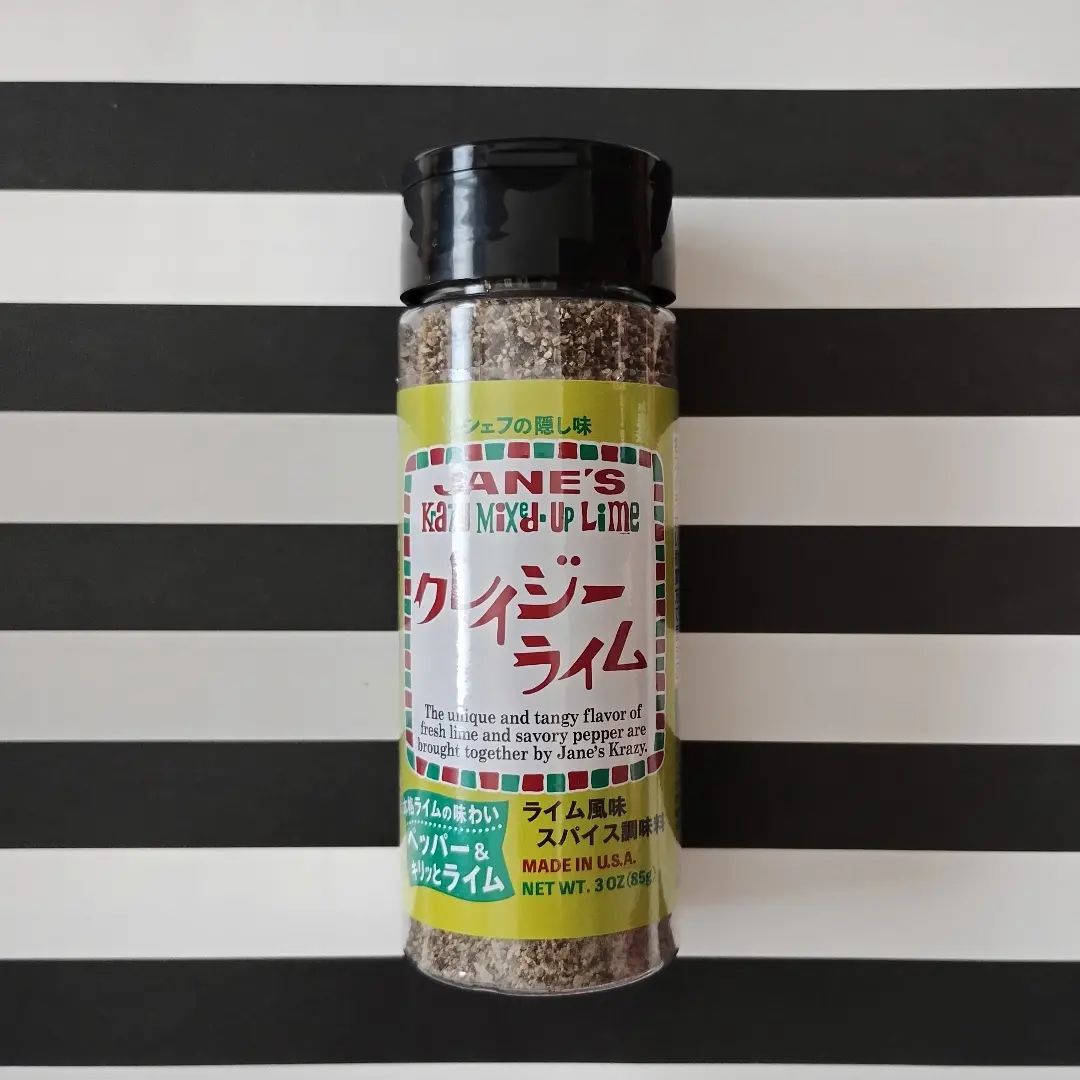 シェフの隠し味
JANE'S
Krazy Mixed-Up Lime
クレイジー
ライム
The unique and tangy flavor of
fresh lime and savory pepper are
brought together by Jane's Krazy.
本格ライムの味わい
ペッパー&
キリッとライム
ライム風味
スパイス調味料
MADE IN U.S.A.
NET WT. 3 OZ (85g)